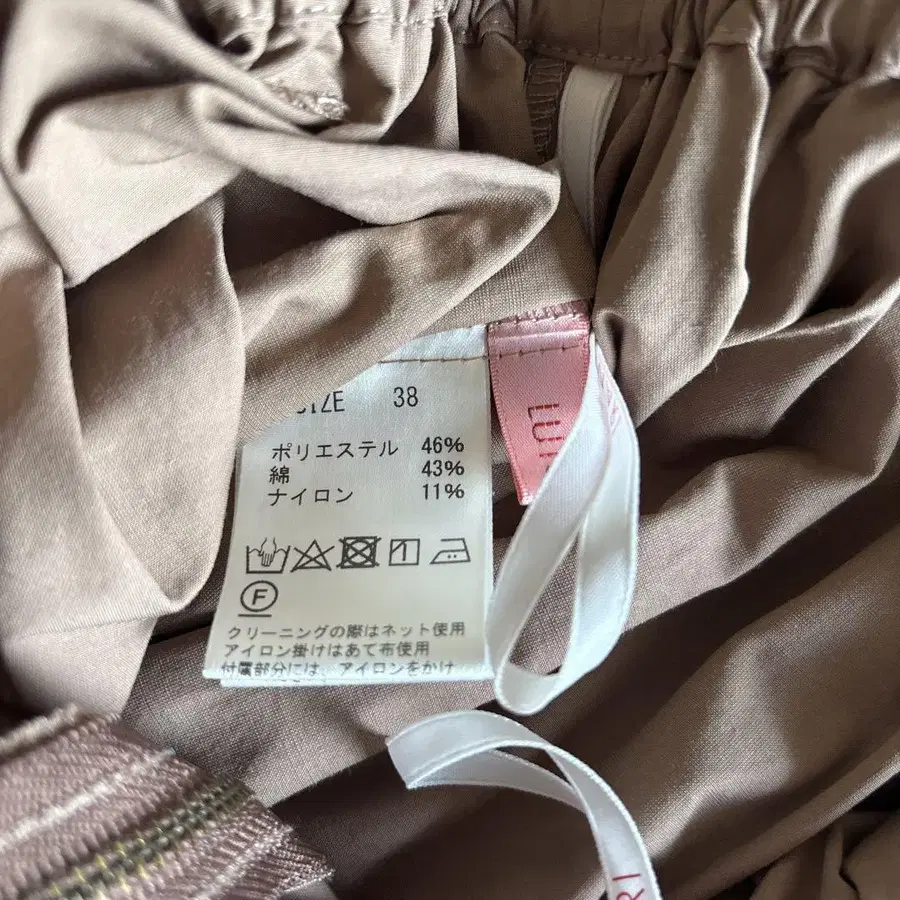 SIZE 38
ポリエステル 46%
綿 43%
ナイロン 11%
F
クリーニングの際はネット使用
アイロン掛けはあて布使用
付属部分には、アイロンをかけ